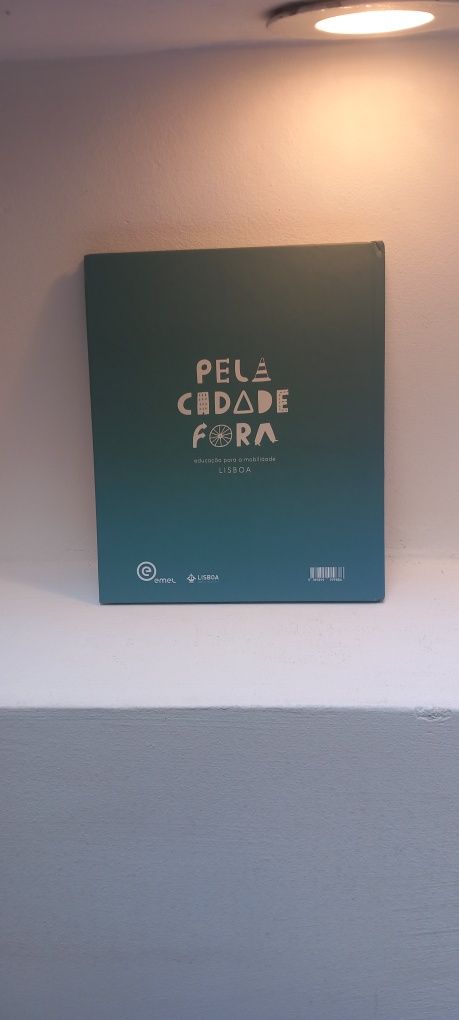 PELA
CIDADE
FORA
educação para a mobilidade
LISBOA
emel
LISBOA